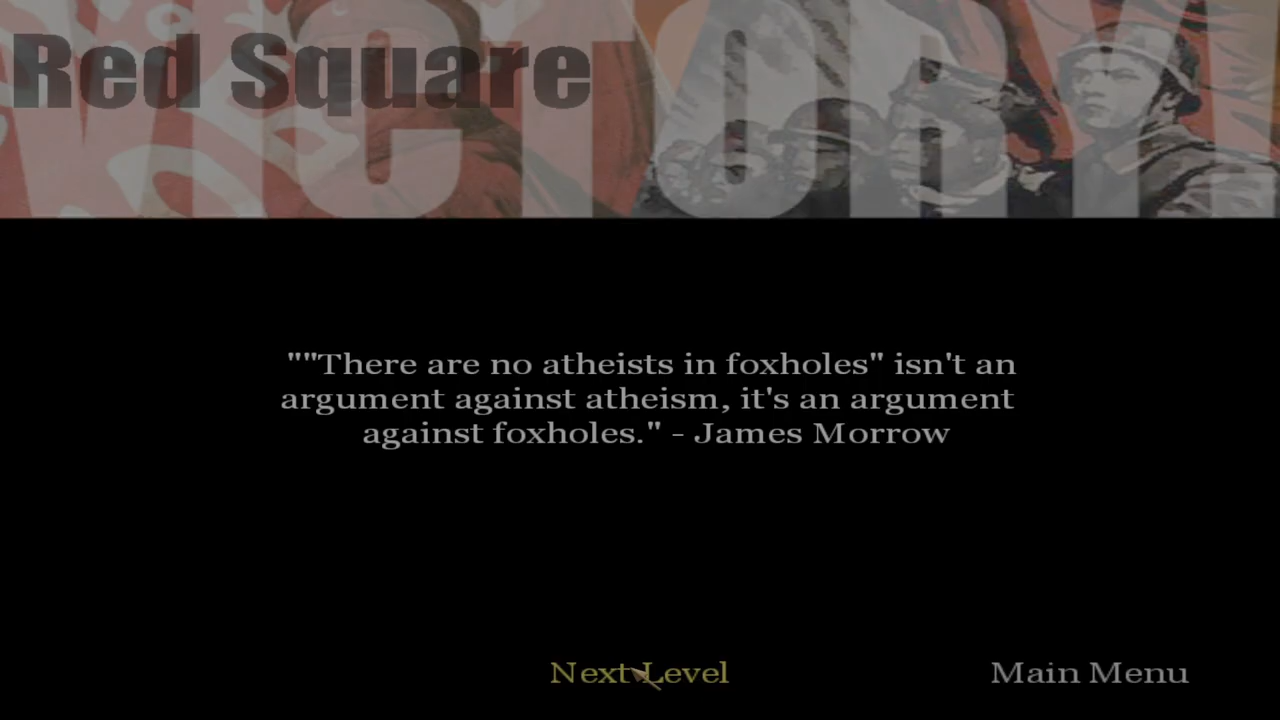 VICTORY!
Red Square
""There are no atheists in foxholes" isn't an
argument against atheism, it's an argument
against foxholes." - James Morrow
Next Level
Main Menu